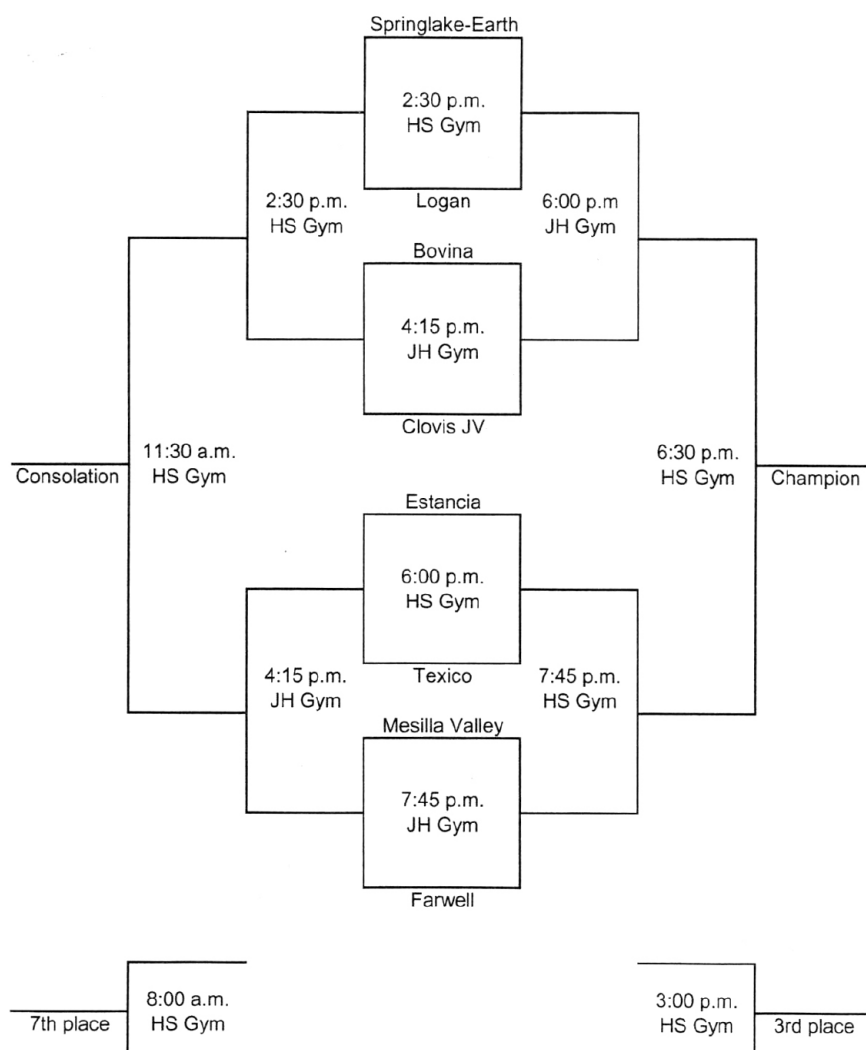 Springlake-Earth
2:30 p.m.
HS Gym
Logan
2:30 p.m.
HS Gym
6:00 p.m
JH Gym
Bovina
4:15 p.m.
JH Gym
Clovis JV
11:30 a.m.
HS Gym
Consolation
6:30 p.m.
HS Gym
Champion
Estancia
6:00 p.m.
HS Gym
Texico
4:15 p.m.
JH Gym
7:45 p.m.
HS Gym
Mesilla Valley
7:45 p.m.
JH Gym
Farwell
8:00 a.m.
HS Gym
7th place
3:00 p.m.
HS Gym
3rd place